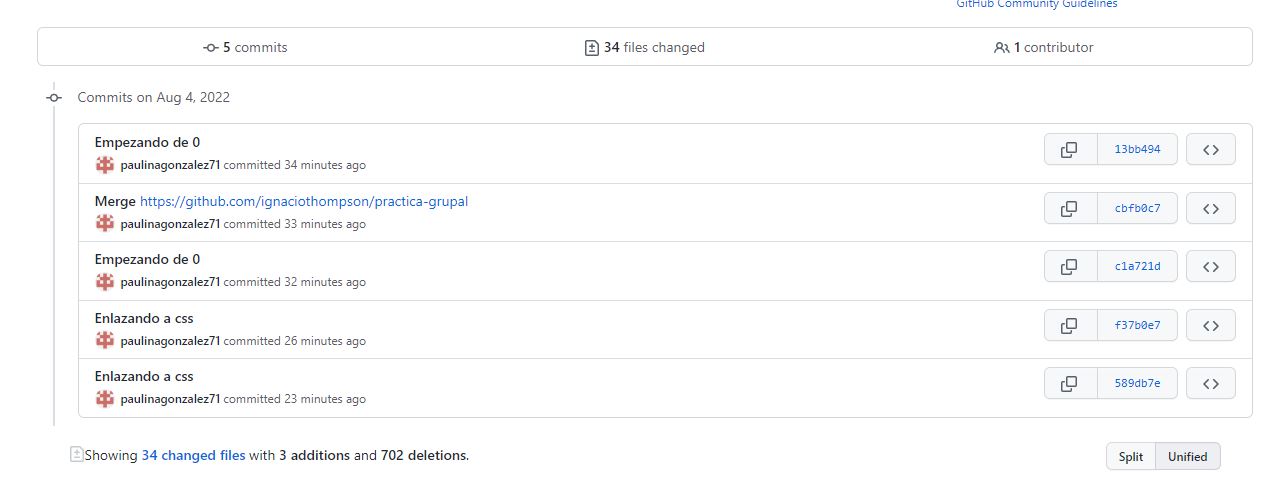 GitHub Community Guidelines
5 commits
34 files changed
1 contributor
Commits on Aug 4, 2022
Empezando de 0
paulinagonzalez71 committed 34 minutes ago
13bb494
Merge https://github.com/ignaciothompson/practica-grupal
paulinagonzalez71 committed 33 minutes ago
cbfb0c7
Empezando de 0
paulinagonzalez71 committed 32 minutes ago
c1a721d
Enlazando a css
paulinagonzalez71 committed 26 minutes ago
f37b0e7
Enlazando a css
paulinagonzalez71 committed 23 minutes ago
589db7e
Showing 34 changed files with 3 additions and 702 deletions.
Split
Unified